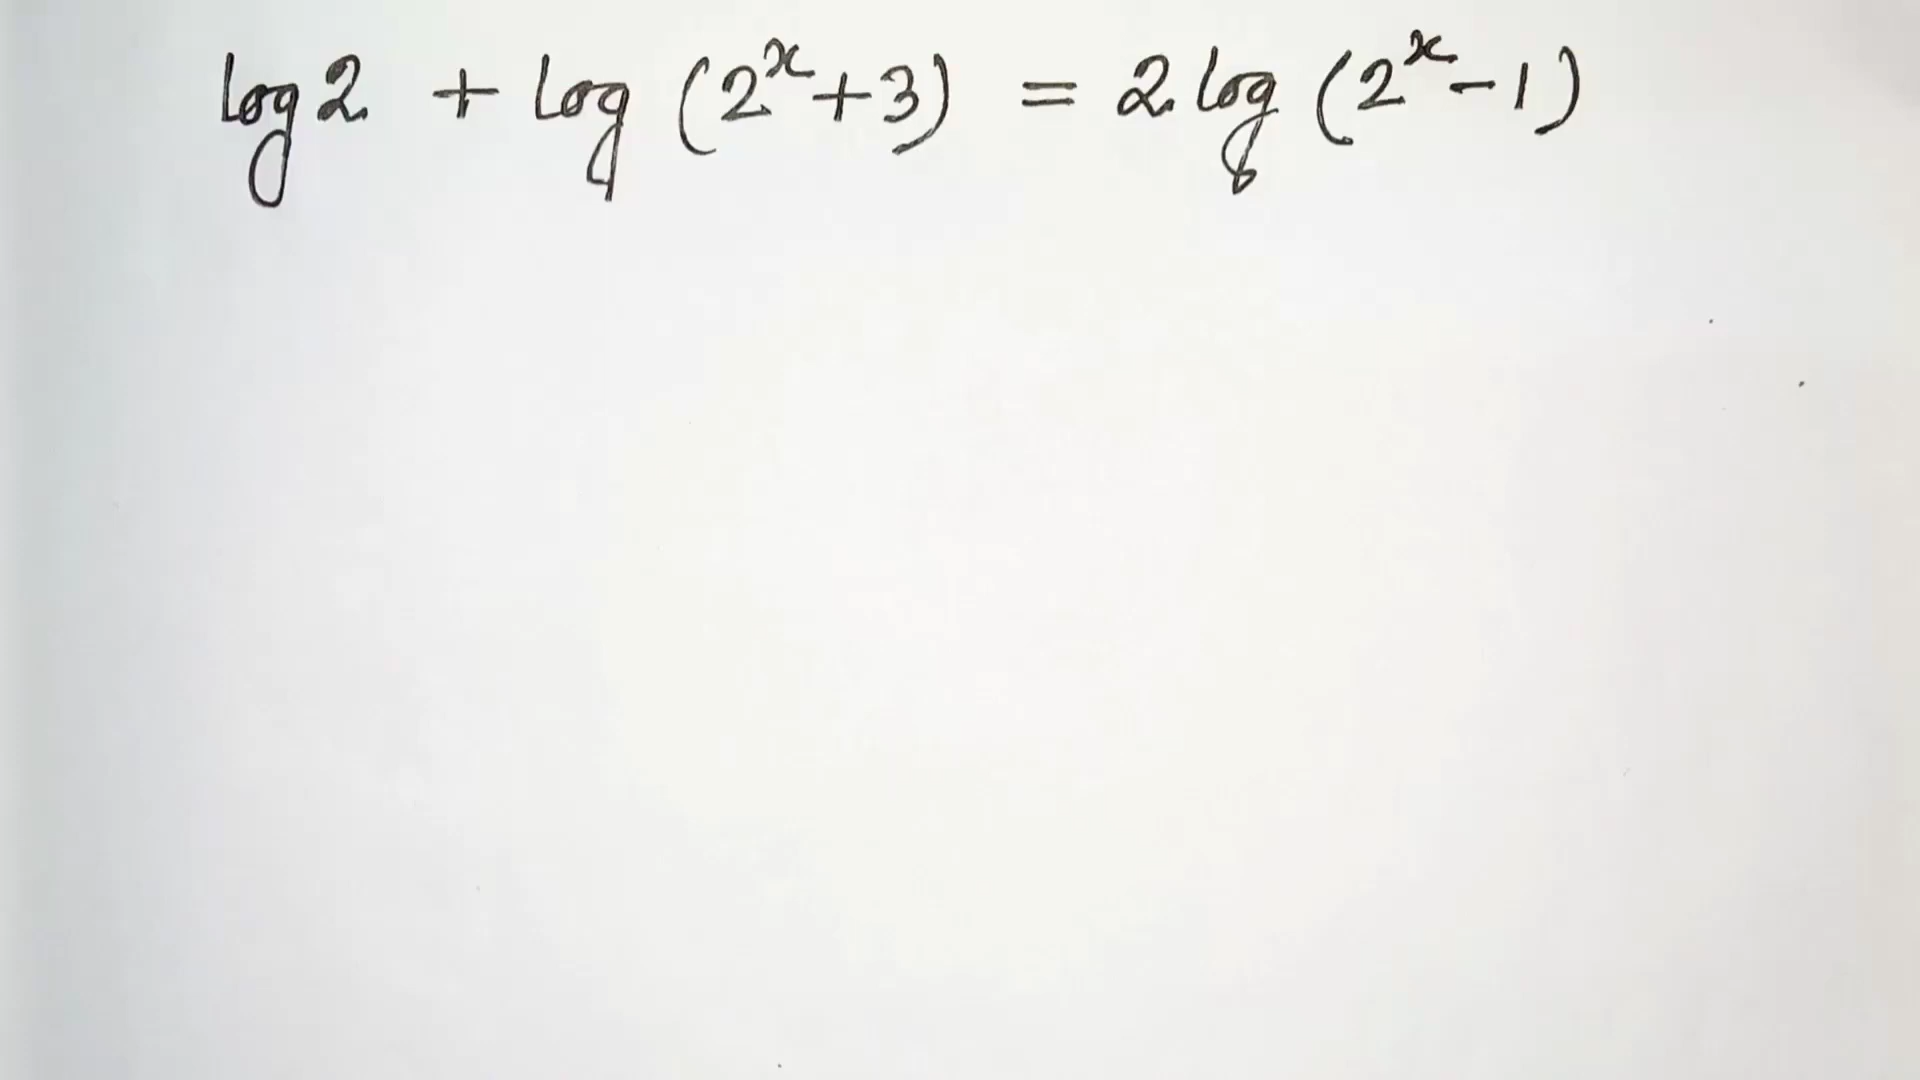 log 2 + log (2^x + 3) = 2 log (2^x - 1)